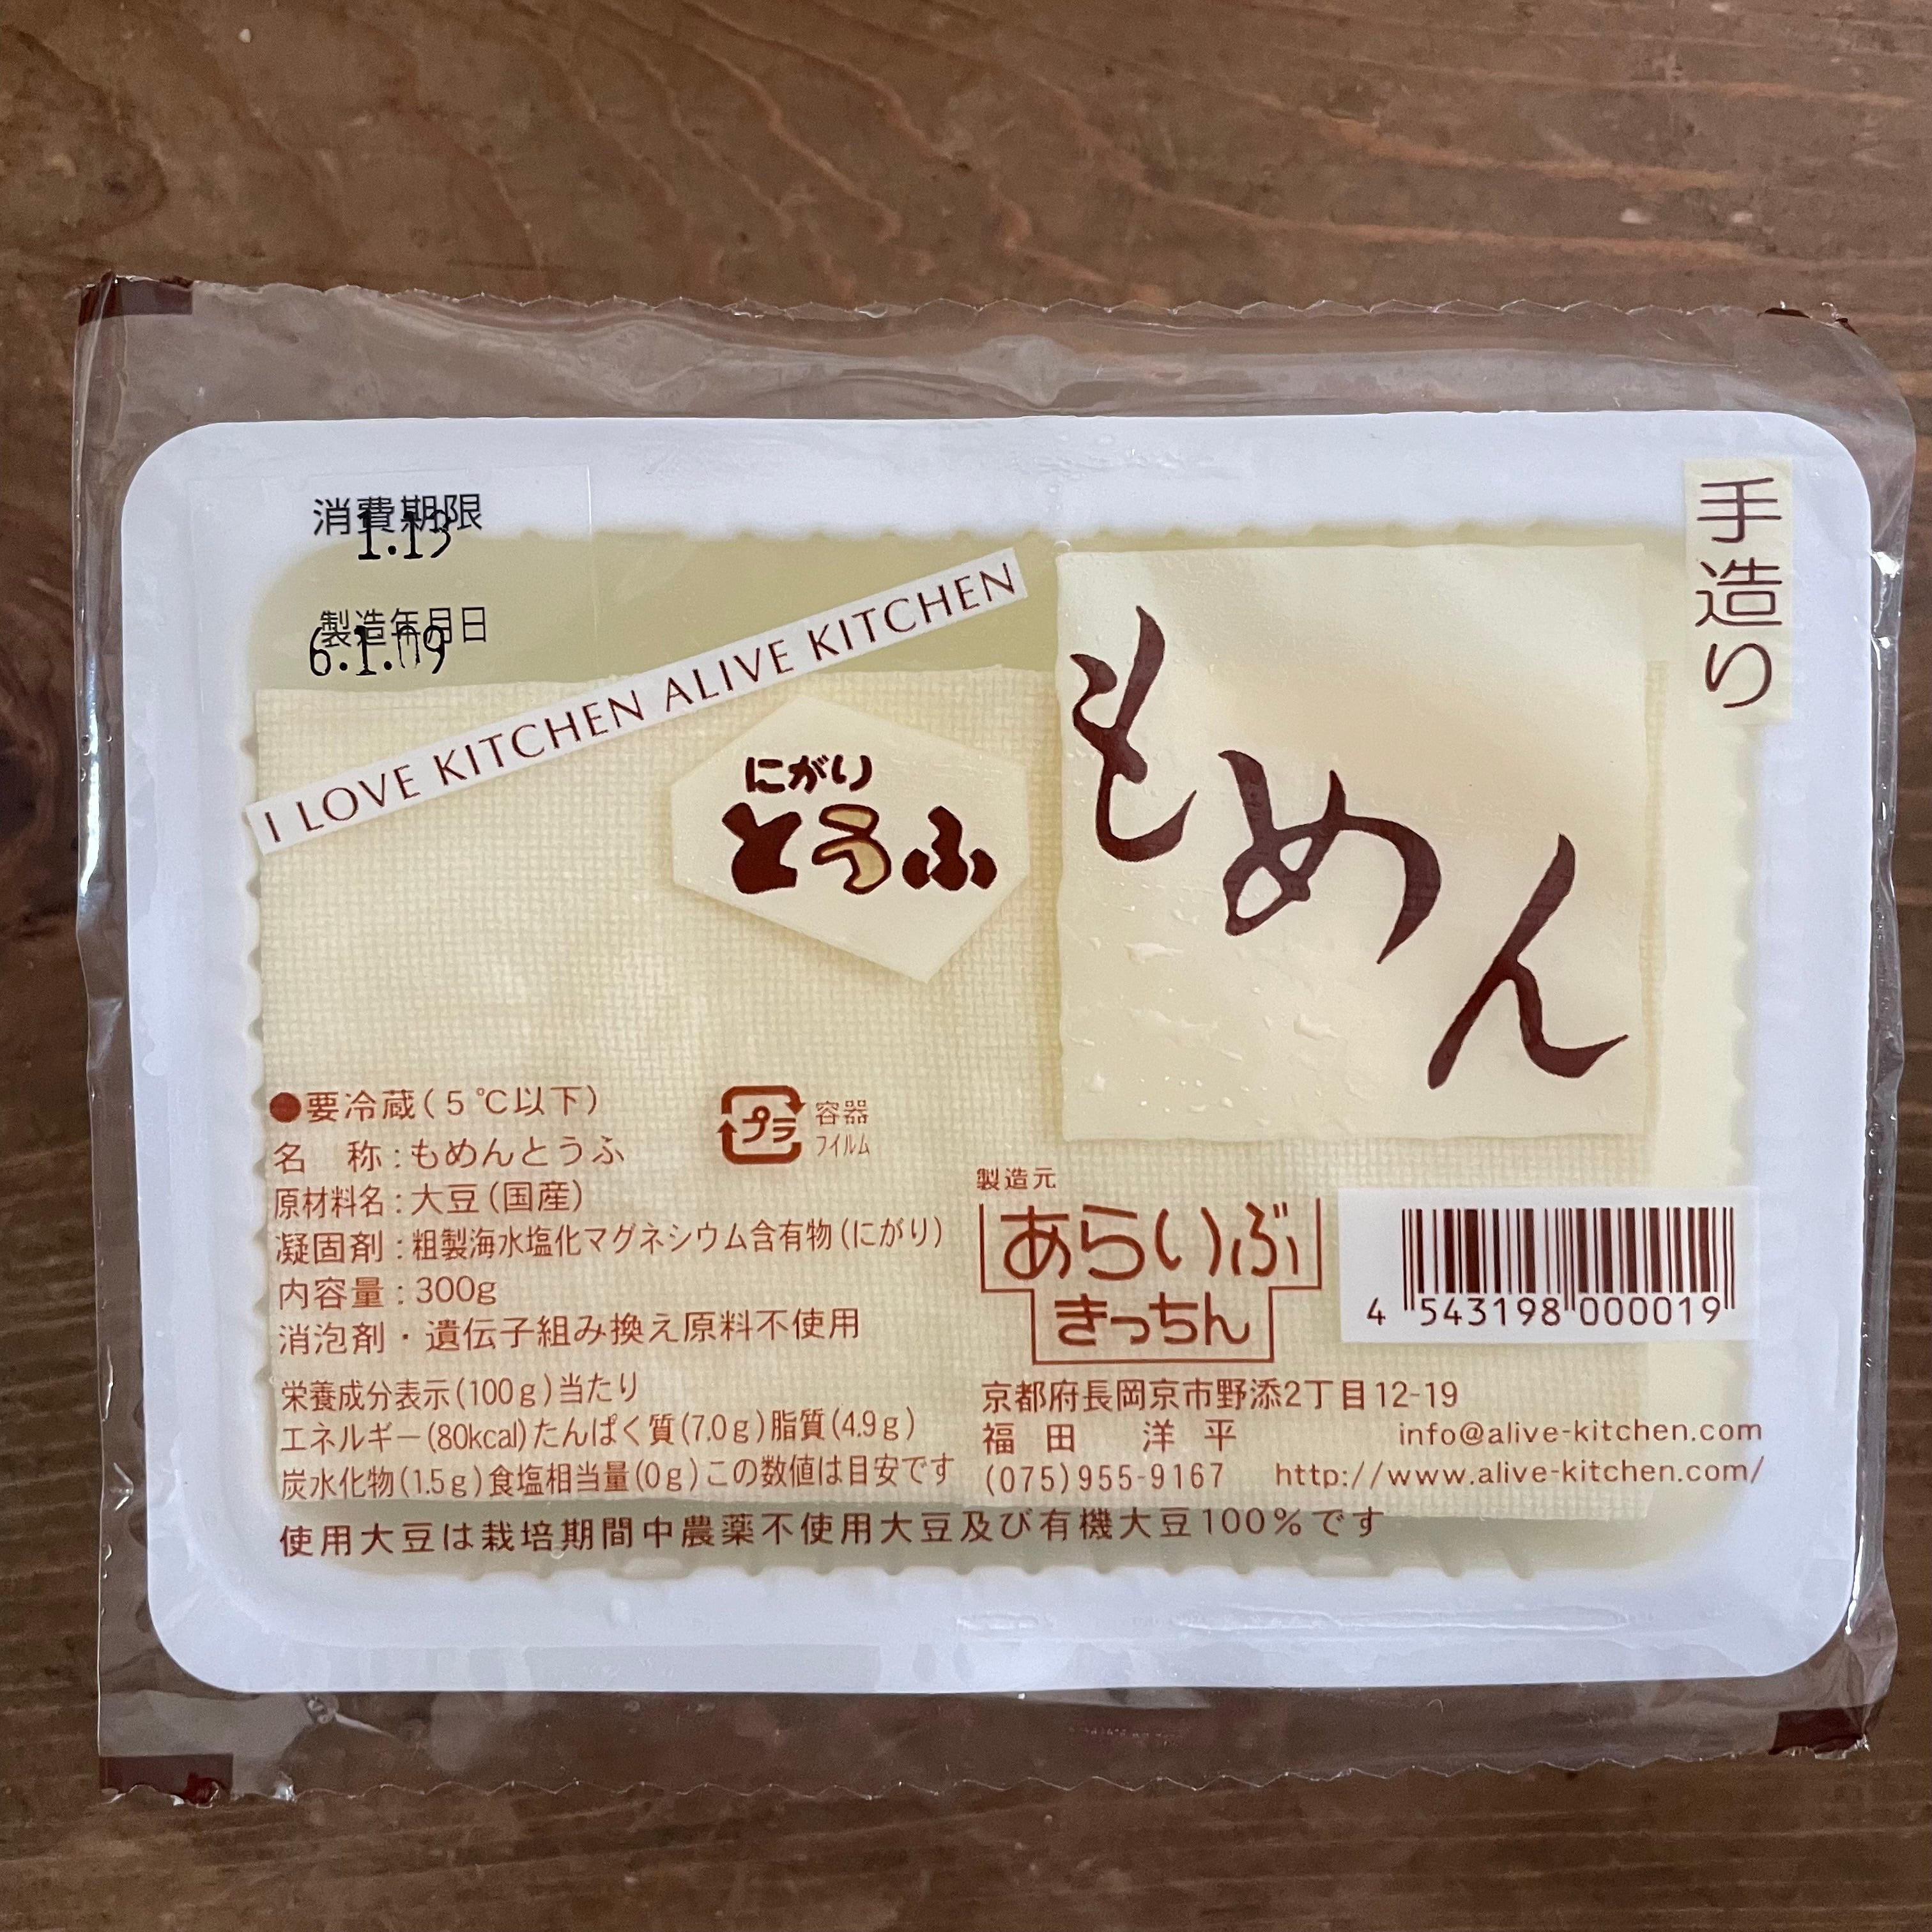 消費期限
1.13
製造年月日
6.1.09
I LOVE KITCHEN ALIVE KITCHEN
にがり
とうふ
もめん
手造り
●要冷蔵(5℃以下)
名 称:もめんとうふ
原材料名:大豆(国産)
凝固剤:粗製海水塩化マグネシウム含有物(にがり)
内容量:300g
消泡剤・遺伝子組み換え原料不使用
プラ
容器
フイルム
栄養成分表示(100g)当たり
エネルギー(80kcal)たんぱく質(7.0g)脂質(4.9g)
炭水化物(1.5g)食塩相当量(0g)この数値は目安です
製造元
あらいぶ
きっちん
4 543198 000019
京都府長岡京市野添2丁目12-19
福田 洋平 info@alive-kitchen.com
(075)955-9167 http://www.alive-kitchen.com/
使用大豆は栽培期間中農薬不使用大豆及び有機大豆100%です